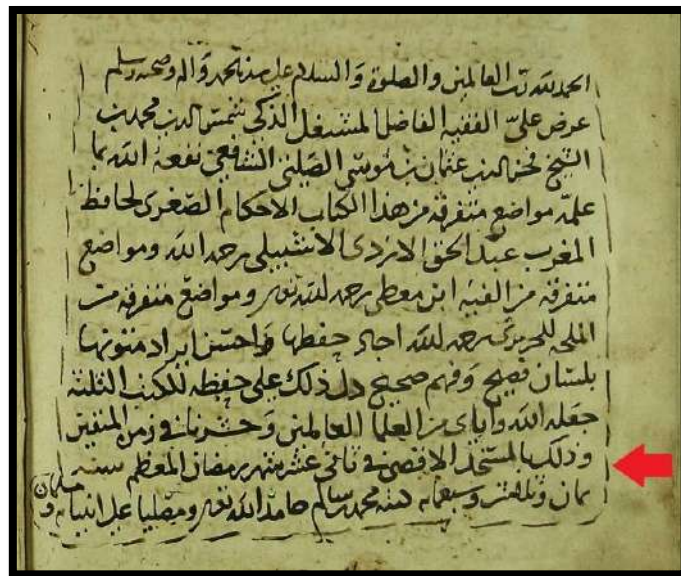 الحمد لله رب العالمين والصلوة والسلام على سيدنا محمد وآله وصحبه وسلم
عرض عليّ الفقيه الفاضل المشتغل الذكي شمس الدين محمد بن
الشيخ فخر الدين عثمان بن موسى الشافعي نفعه الله بما
علمه مواضع متفرقة من هذا الكتاب الاحكام الصغرى لحافظ
المغرب عبد الحق الازدي الاشبيلي رحمه الله ومواضع
متفرقة من الفية ابن معطي رحمه الله تعالى ومواضع متفرقة من
الملحة للحريري رحمه الله اجاد حفظها واحسن ايراد متونها
بلسان فصيح وفهم صحيح دل ذلك على حفظه للكتب الثلثة
جعله الله واياي من العلما العاملين وحشرنا في زمرة المتقين
وذلك بالمسجد الاقصى في ثاني عشر شهر رمضان المعظم سنة
ثمان وثلاثين وسبعمائة كتبه محمد بن سالم حامدا الله تعالى ومصليا على انبيائه